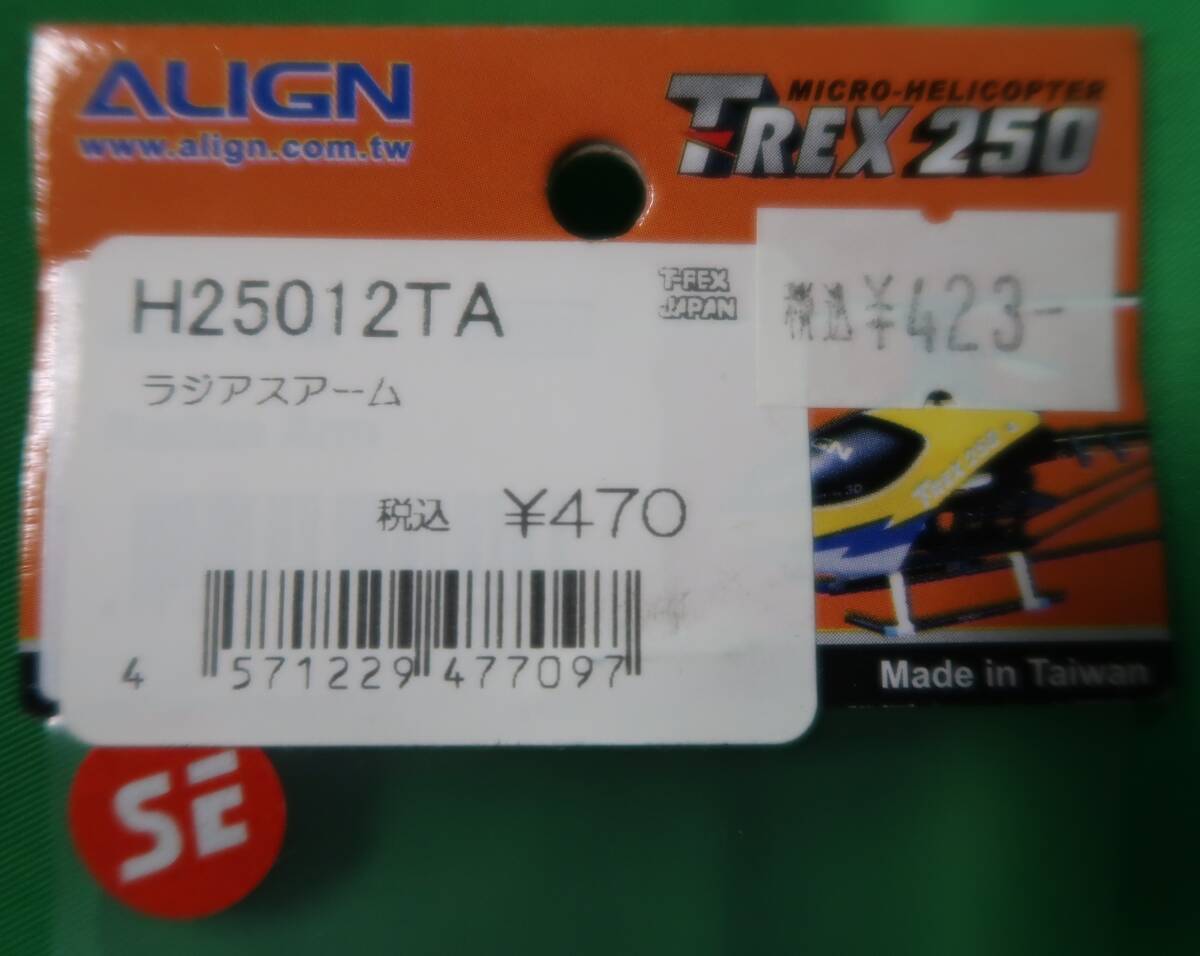 ALIGN
www.align.com.tw
MICRO-HELICOPTER
T-REX 250
H25012TA
T-REX
JAPAN
税込 ¥423-
ラジアスアーム
税込 ¥470
4 571229 477097
Made in Taiwan
SE